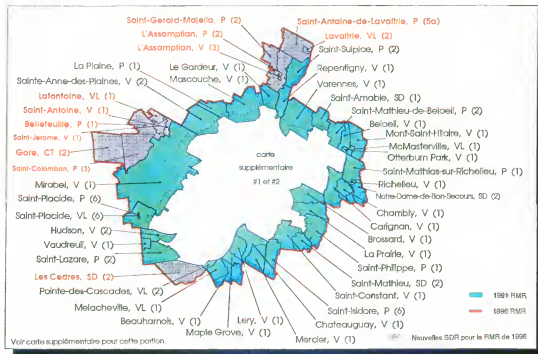 Saint-Gerard-Majella, P (2)
Saint-Antoine-de-Lavaltrie, P (5a)
L'Assomption, P (2)
Lavaltrie, VL (2)
L'Assomption, V (3)
Saint-Sulpice, P (2)
La Plaine, P (1)
Le Gardeur, V (1)
Repentigny, V (1)
Sainte-Anne-des-Plaines, V (2)
Mascouche, V (1)
Varennes, V (1)
Lafontaine, VL (1)
Saint-Amable, SD (1)
Saint-Antoine, V (1)
Saint-Mathieu-de-Beloeil, P (2)
Bellefeuille, P (1)
Beloeil, V (1)
Saint-Jerome, V (1)
Mont-Saint-Hilaire, V (1)
Gore, CT (2)
carte
McMasterville, VL (1)
supplémentaire
Otterburn Park, V (1)
Saint-Colomban, P (3)
#1 et #2
Saint-Mathias-sur-Richelieu, P (1)
Mirabel, V (1)
Richelieu, V (1)
Saint-Placide, P (6)
Notre-Dame-de-Bon-Secours, SD (2)
Saint-Placide, VL (6)
Chambly, V (1)
Hudson, V (2)
Carignan, V (1)
Vaudreuil, V (1)
Brossard, V (1)
Saint-Lazare, P (2)
La Prairie, V (1)
Les Cedres, SD (2)
Saint-Philippe, P (1)
Pointe-des-Cascades, VL (2)
Saint-Mathieu, SD (2)
Melocheville, VL (1)
Saint-Constant, V (1)
1991 RMR
Beauharnois, V (1)
Lery, V (1)
Saint-Isidore, P (6)
1996 RMR
Maple Grove, V (1)
Chateauguay, V (1)
Mercier, V (1)
Nouvelles SDR pour la RMR de 1996
Voir carte supplémentaire pour cette portion